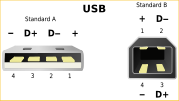 USB
Standard A
− D+ D− +
4 3 2 1
Standard B
+ D−
1 2
4 3
− D+